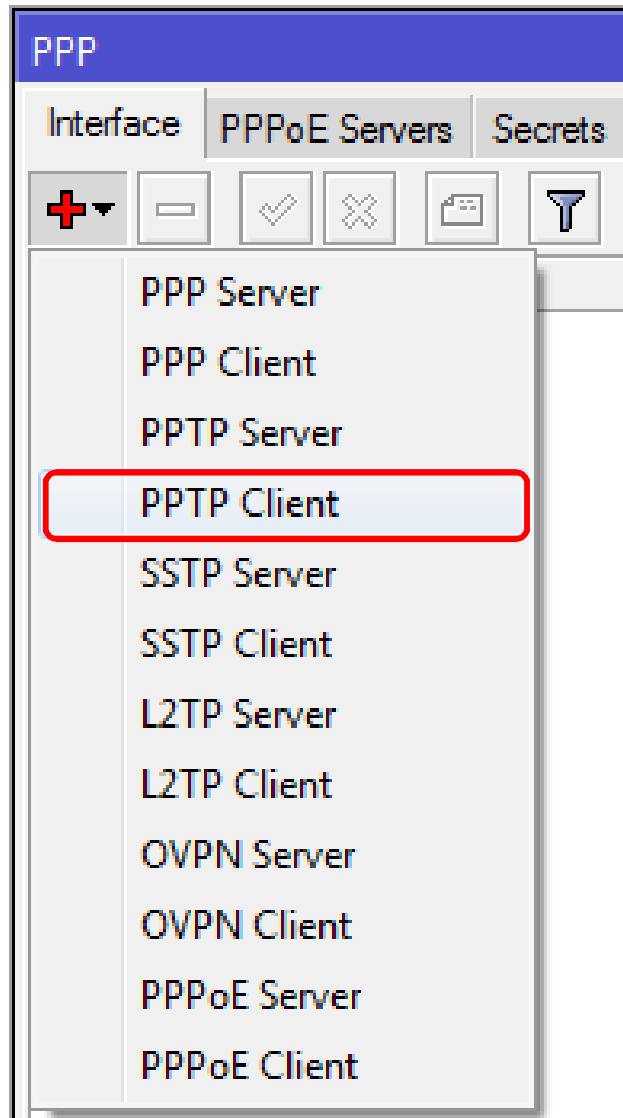 PPP
Interface PPPoE Servers Secrets
PPP Server
PPP Client
PPTP Server
PPTP Client
SSTP Server
SSTP Client
L2TP Server
L2TP Client
OVPN Server
OVPN Client
PPPoE Server
PPPoE Client